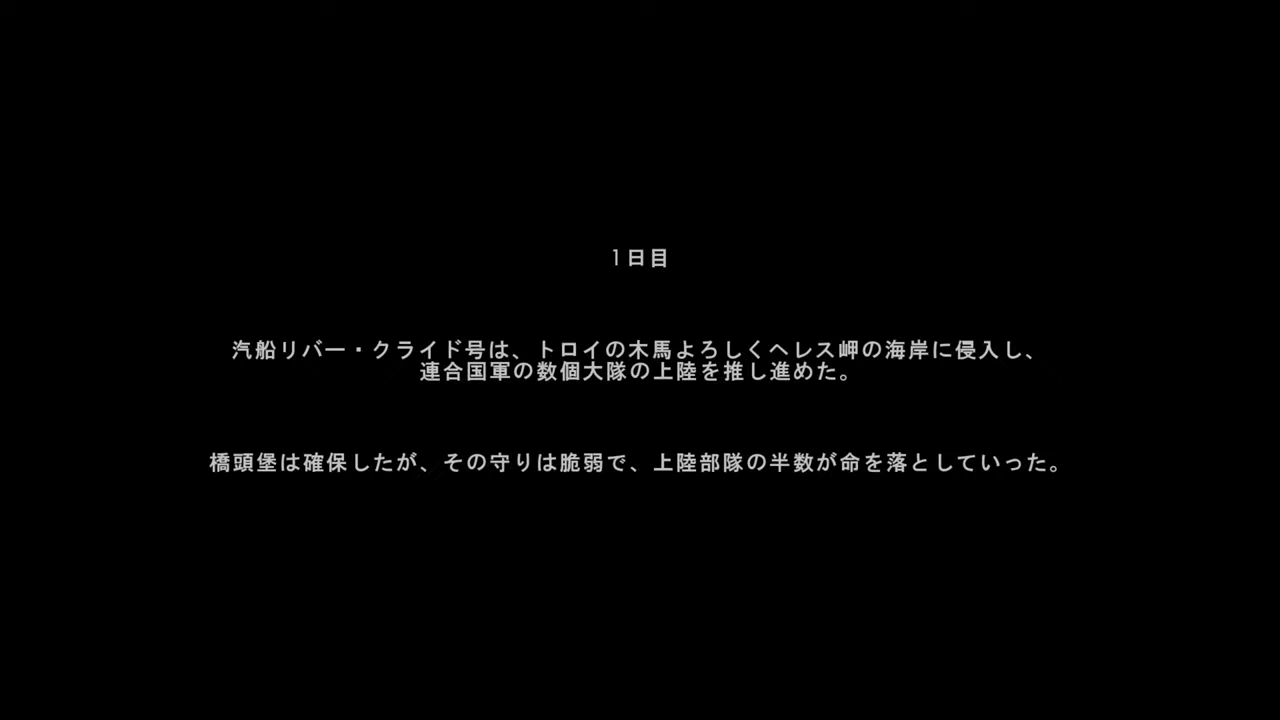 1日目
汽船リバー・クライド号は、トロイの木馬よろしくヘレス岬の海岸に侵入し、
連合国軍の数個大隊の上陸を推し進めた。
橋頭堡は確保したが、その守りは脆弱で、上陸部隊の半数が命を落としていった。